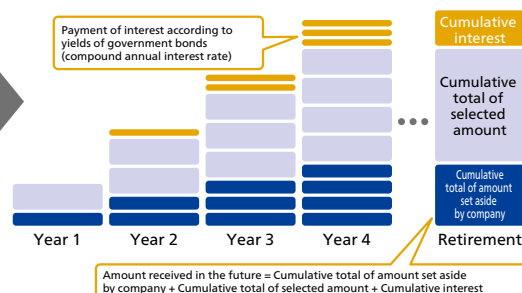 Payment of interest according to
yields of government bonds
(compound annual interest rate)
Cumulative
interest
Cumulative
total of
selected
amount
Cumulative
total of amount
set aside
by company
Year 1
Year 2
Year 3
Year 4
Retirement
Amount received in the future = Cumulative total of amount set aside
by company + Cumulative total of selected amount + Cumulative interest